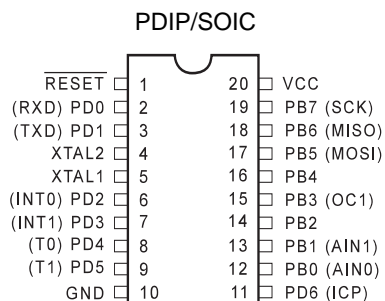 PDIP/SOIC
RESET 1 20 VCC
(RXD) PD0 2 19 PB7 (SCK)
(TXD) PD1 3 18 PB6 (MISO)
XTAL2 4 17 PB5 (MOSI)
XTAL1 5 16 PB4
(INT0) PD2 6 15 PB3 (OC1)
(INT1) PD3 7 14 PB2
(T0) PD4 8 13 PB1 (AIN1)
(T1) PD5 9 12 PB0 (AIN0)
GND 10 11 PD6 (ICP)